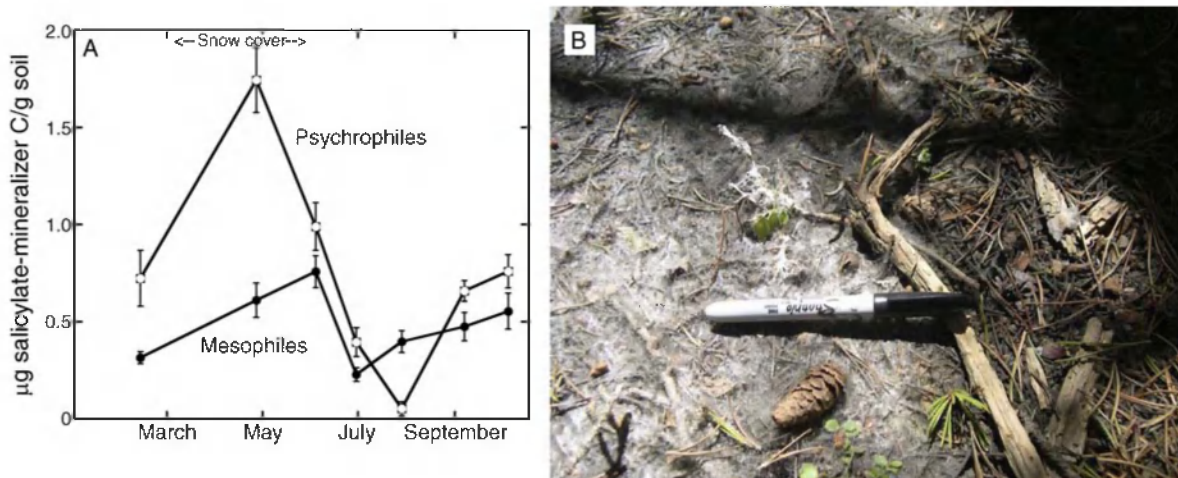 A
<-- Snow cover-->
2.0
1.5
1.0
0.5
0
µg salicylate-mineralizer C/g soil
Psychrophiles
Mesophiles
March May July September
B
Sharpie